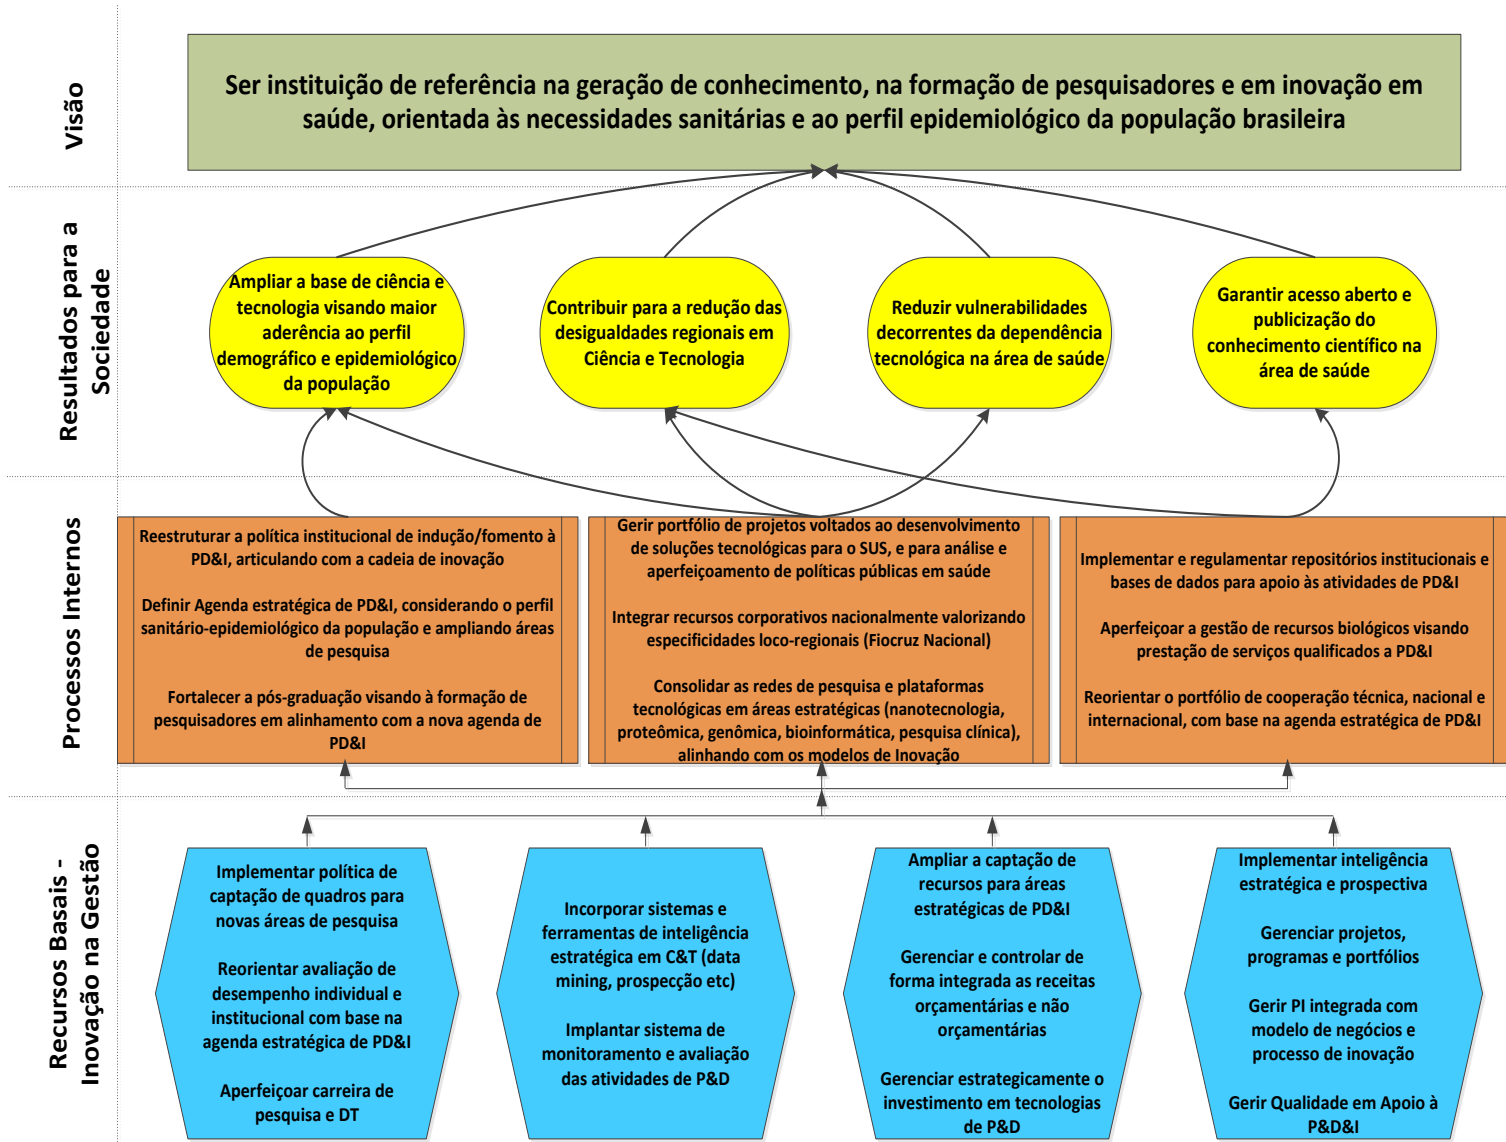 Visão
Ser instituição de referência na geração de conhecimento, na formação de pesquisadores e em inovação em
saúde, orientada às necessidades sanitárias e ao perfil epidemiológico da população brasileira
Resultados para a
Sociedade
Ampliar a base de ciência e
tecnologia visando maior
aderência ao perfil
demográfico e epidemiológico
da população
Contribuir para a redução das
desigualdades regionais em
Ciência e Tecnologia
Reduzir vulnerabilidades
decorrentes da dependência
tecnológica na área de saúde
Garantir acesso aberto e
publicização do
conhecimento científico na
área de saúde
Processos Internos
Reestruturar a política institucional de indução/fomento à
PD&I, articulando com a cadeia de inovação
Definir Agenda estratégica de PD&I, considerando o perfil
sanitário-epidemiológico da população e ampliando áreas
de pesquisa
Fortalecer a pós-graduação visando à formação de
pesquisadores em alinhamento com a nova agenda de
PD&I
Gerir portfólio de projetos voltados ao desenvolvimento
de soluções tecnológicas para o SUS, e para análise e
aperfeiçoamento de políticas públicas em saúde
Integrar recursos corporativos nacionalmente valorizando
especificidades loco-regionais (Fiocruz Nacional)
Consolidar as redes de pesquisa e plataformas
tecnológicas em áreas estratégicas (nanotecnologia,
proteômica, genômica, bioinformática, pesquisa clínica),
alinhando com os modelos de Inovação
Implementar e regulamentar repositórios institucionais e
bases de dados para apoio às atividades de PD&I
Aperfeiçoar a gestão de recursos biológicos visando
prestação de serviços qualificados a PD&I
Reorientar o portfólio de cooperação técnica, nacional e
internacional, com base na agenda estratégica de PD&I
Recursos Basais -
Inovação na Gestão
Implementar política de
captação de quadros para
novas áreas de pesquisa
Reorientar avaliação de
desempenho individual e
institucional com base na
agenda estratégica de PD&I
Aperfeiçoar carreira de
pesquisa e DT
Incorporar sistemas e
ferramentas de inteligência
estratégica em C&T (data
mining, prospecção etc)
Implantar sistema de
monitoramento e avaliação
das atividades de P&D
Ampliar a captação de
recursos para áreas
estratégicas de PD&I
Gerenciar e controlar de
forma integrada as receitas
orçamentárias e não
orçamentárias
Gerenciar estrategicamente o
investimento em tecnologias
de P&D
Implementar inteligência
estratégica e prospectiva
Gerenciar projetos,
programas e portfólios
Gerir PI integrada com
modelo de negócios e
processo de inovação
Gerir Qualidade em Apoio à
P&D&I